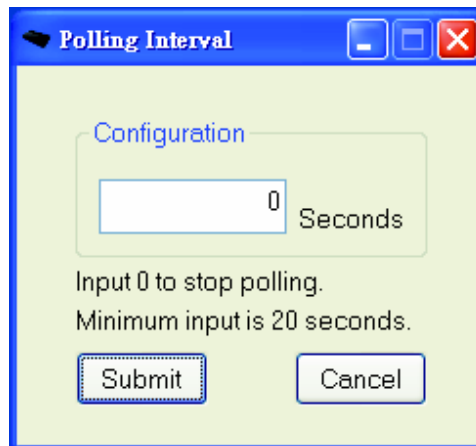 Polling Interval
Configuration
0 Seconds
Input 0 to stop polling.
Minimum input is 20 seconds.
Submit Cancel